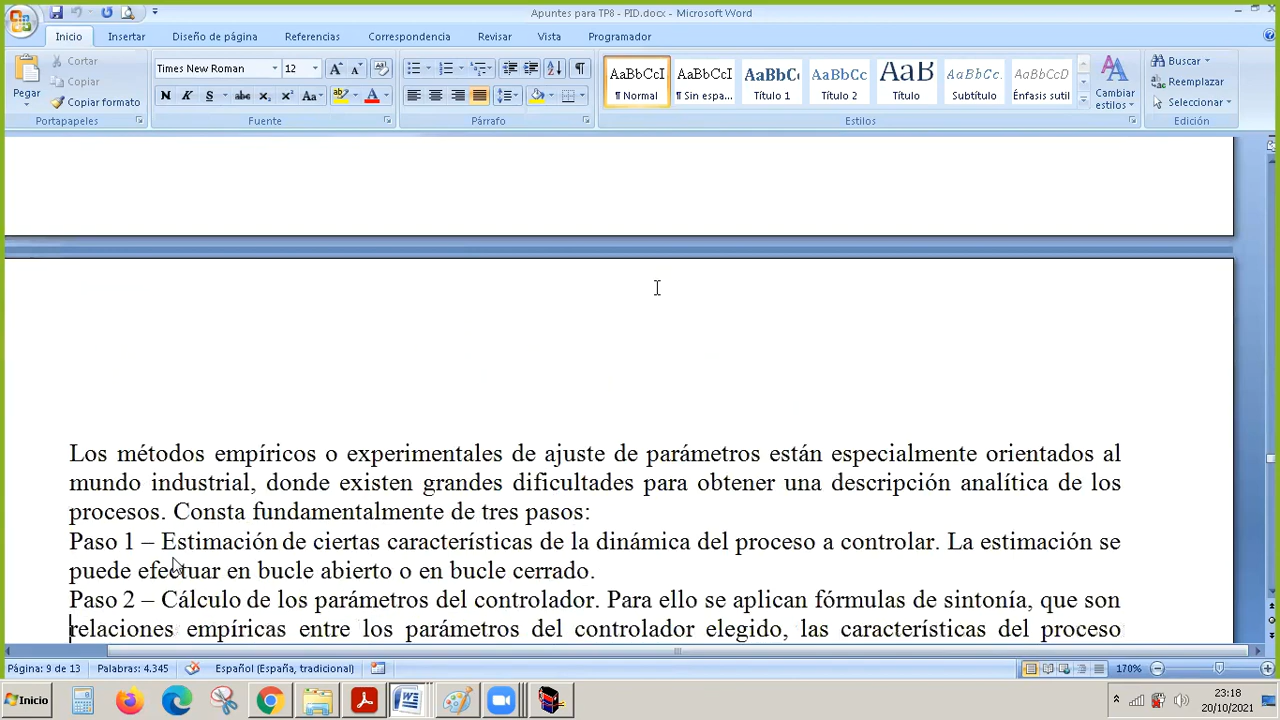 Apuntes para TP8 - PID.docx - Microsoft Word
Inicio Insertar Diseño de página Referencias Correspondencia Revisar Vista Programador
Pegar
Cortar
Copiar
Copiar formato
Portapapeles
Times New Roman 12
N K S abc x₂ x² Aa
Fuente
Párrafo
AaBbCcI AaBbCcI AaBbC AaBbCc AaB AaBbCc. AaBbCcD
¶ Normal ¶ Sin espa... Título 1 Título 2 Título Subtítulo Énfasis sutil
Cambiar estilos
Estilos
Buscar
Reemplazar
Seleccionar
Edición
Los métodos empíricos o experimentales de ajuste de parámetros están especialmente orientados al
mundo industrial, donde existen grandes dificultades para obtener una descripción analítica de los
procesos. Consta fundamentalmente de tres pasos:
Paso 1 – Estimación de ciertas características de la dinámica del proceso a controlar. La estimación se
puede efectuar en bucle abierto o en bucle cerrado.
Paso 2 – Cálculo de los parámetros del controlador. Para ello se aplican fórmulas de sintonía, que son
relaciones empíricas entre los parámetros del controlador elegido, las características del proceso
Página: 9 de 13 Palabras: 4.345 Español (España, tradicional) 170%
Inicio
23:18
20/10/2021